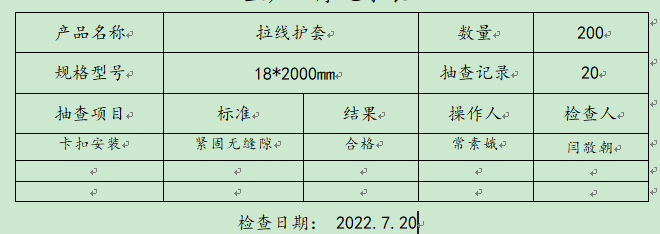 产品名称 拉线护套 数量 200
规格型号 18*2000mm 抽查记录 20
抽查项目 标准 结果 操作人 检查人
卡扣安装 紧固无缝隙 合格 常素娥 闫敬朝
检查日期： 2022.7.20